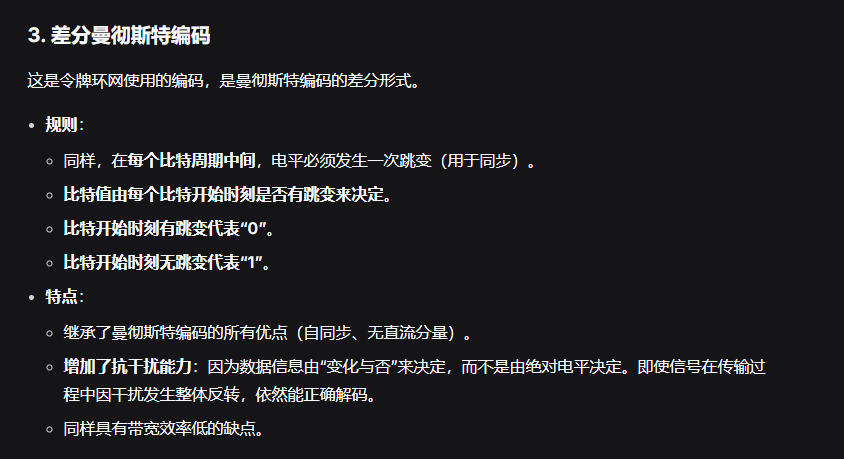 3. 差分曼彻斯特编码
这是令牌环网使用的编码，是曼彻斯特编码的差分形式。
• 规则：
◦ 同样，在每个比特周期中间，电平必须发生一次跳变（用于同步）。
◦ 比特值由每个比特开始时刻是否有跳变来决定。
◦ 比特开始时刻有跳变代表“0”。
◦ 比特开始时刻无跳变代表“1”。
• 特点：
◦ 继承了曼彻斯特编码的所有优点（自同步、无直流分量）。
◦ 增加了抗干扰能力：因为数据信息由“变化与否”来决定，而不是由绝对电平决定。即使信号在传输过
程中因干扰发生整体反转，依然能正确解码。
◦ 同样具有带宽效率低的缺点。